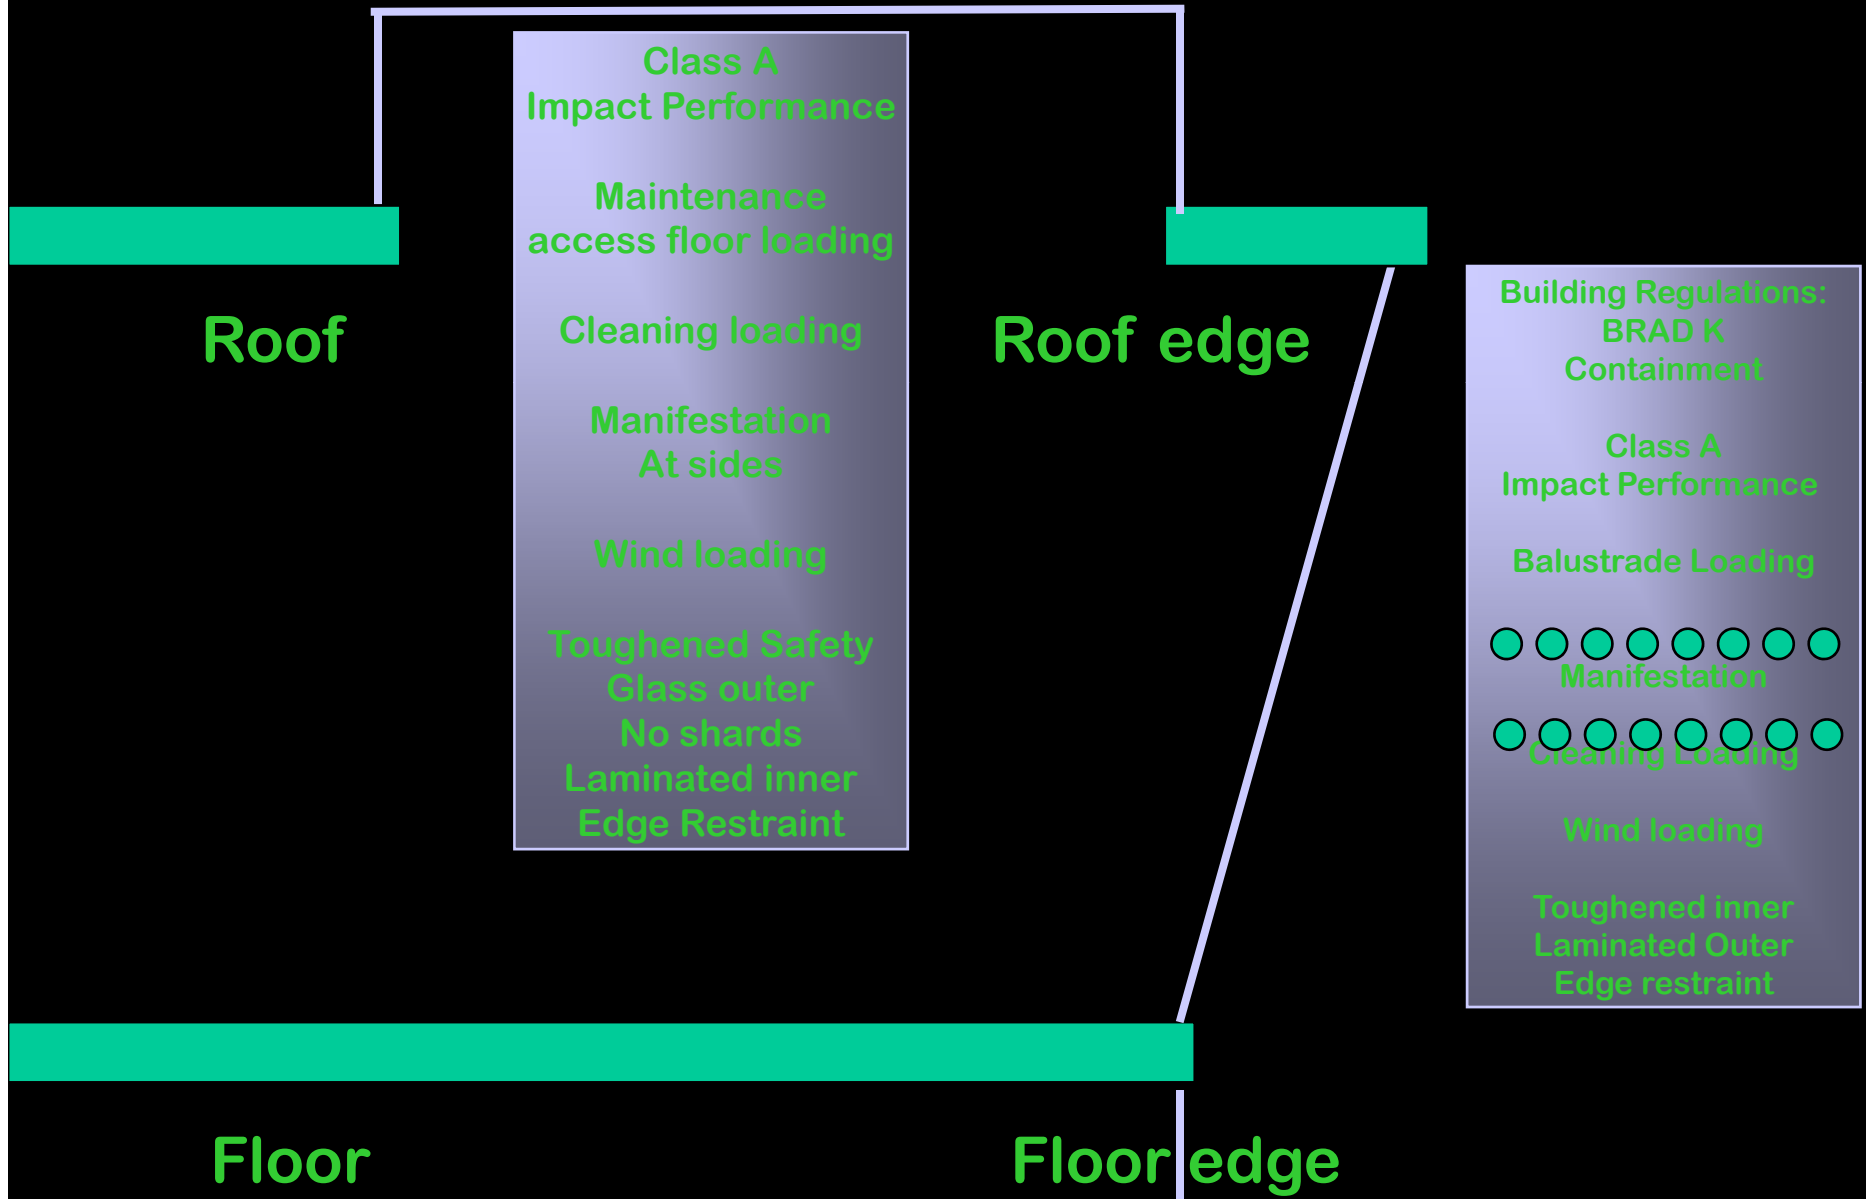 Class A
Impact Performance
Maintenance
access floor loading
Cleaning loading
Manifestation
At sides
Wind loading
Toughened Safety
Glass outer
No shards
Laminated inner
Edge Restraint
Roof
Roof edge
Building Regulations:
BRAD K
Containment
Class A
Impact Performance
Balustrade Loading
Manifestation
Cleaning Loading
Wind loading
Toughened inner
Laminated Outer
Edge restraint
Floor
Floor edge